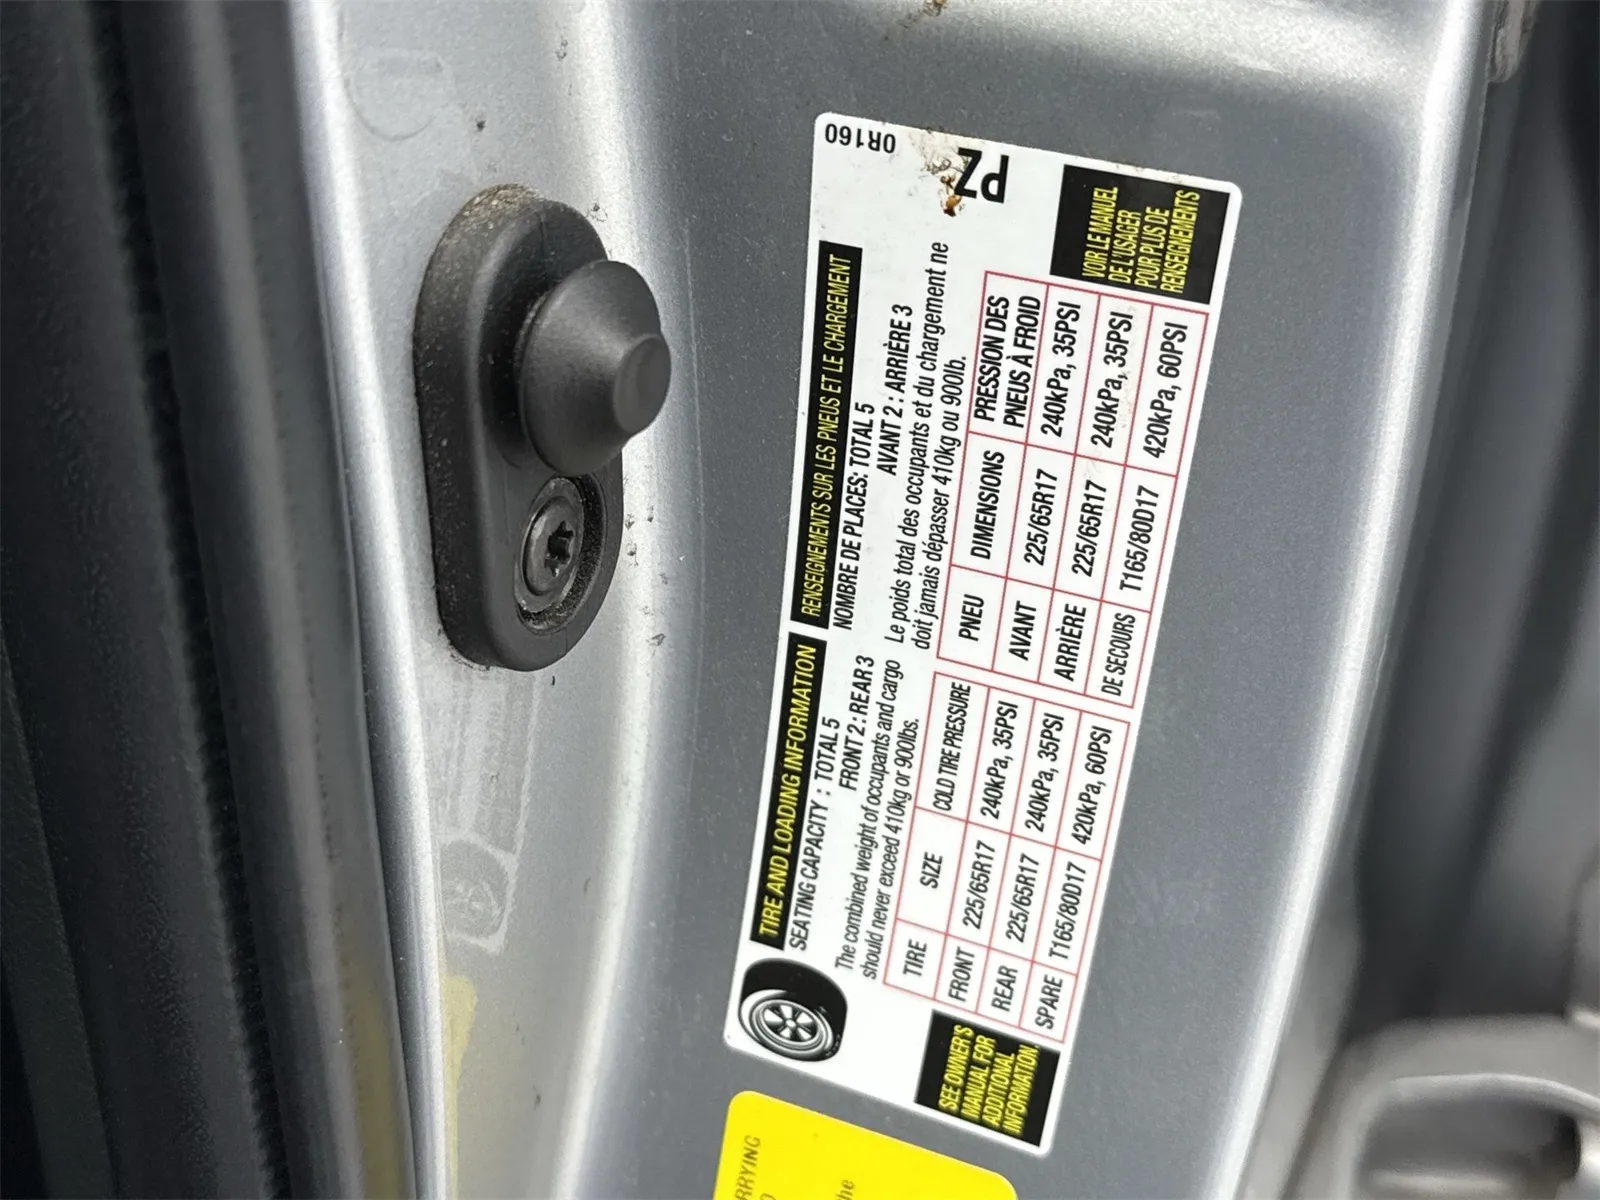 TIRE AND LOADING INFORMATION
SEATING CAPACITY : TOTAL 5
FRONT 2 : REAR 3
The combined weight of occupants and cargo
should never exceed 410kg or 900lbs.
TIRE SIZE COLD TIRE PRESSURE
FRONT 225/65R17 240kPa, 35PSI
REAR 225/65R17 240kPa, 35PSI
SPARE T165/80D17 420kPa, 60PSI
SEE OWNER'S
MANUAL FOR
ADDITIONAL
INFORMATION.
RENSEIGNEMENTS SUR LES PNEUS ET LE CHARGEMENT
NOMBRE DE PLACES: TOTAL 5
AVANT 2 : ARRIÈRE 3
Le poids total des occupants et du chargement ne
doit jamais dépasser 410kg ou 900lb.
PNEU DIMENSIONS PRESSION DES
PNEUS À FROID
AVANT 225/65R17 240kPa, 35PSI
ARRIÈRE 225/65R17 240kPa, 35PSI
DE SECOURS T165/80D17 420kPa, 60PSI
VOIR LE MANUEL
DE L'USAGER
POUR PLUS DE
RENSEIGNEMENTS
0R160
PZ
RRYING
he